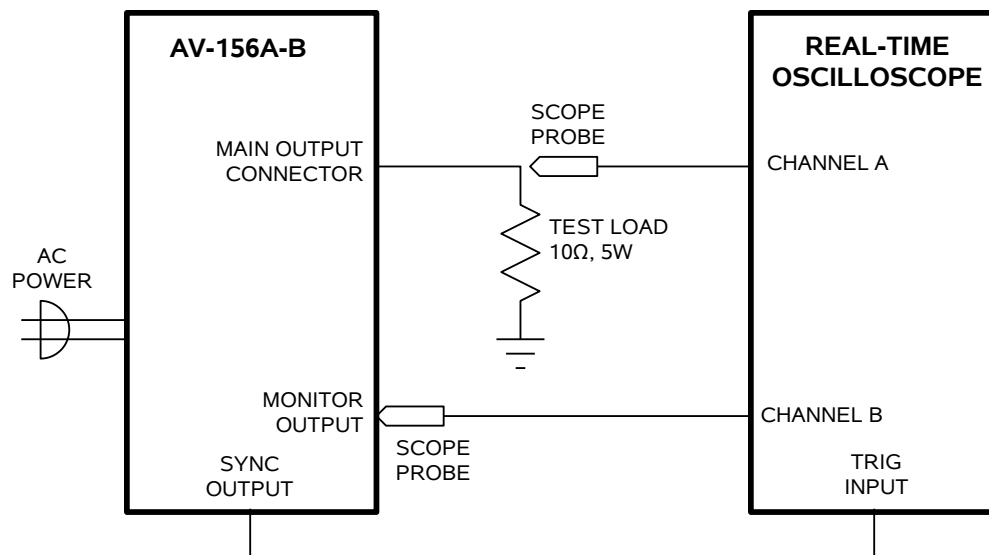 AV-156A-B
REAL-TIME
OSCILLOSCOPE
SCOPE
PROBE
MAIN OUTPUT
CONNECTOR
CHANNEL A
TEST LOAD
10Ω, 5W
AC
POWER
MONITOR
OUTPUT
CHANNEL B
SCOPE
PROBE
SYNC
OUTPUT
TRIG
INPUT